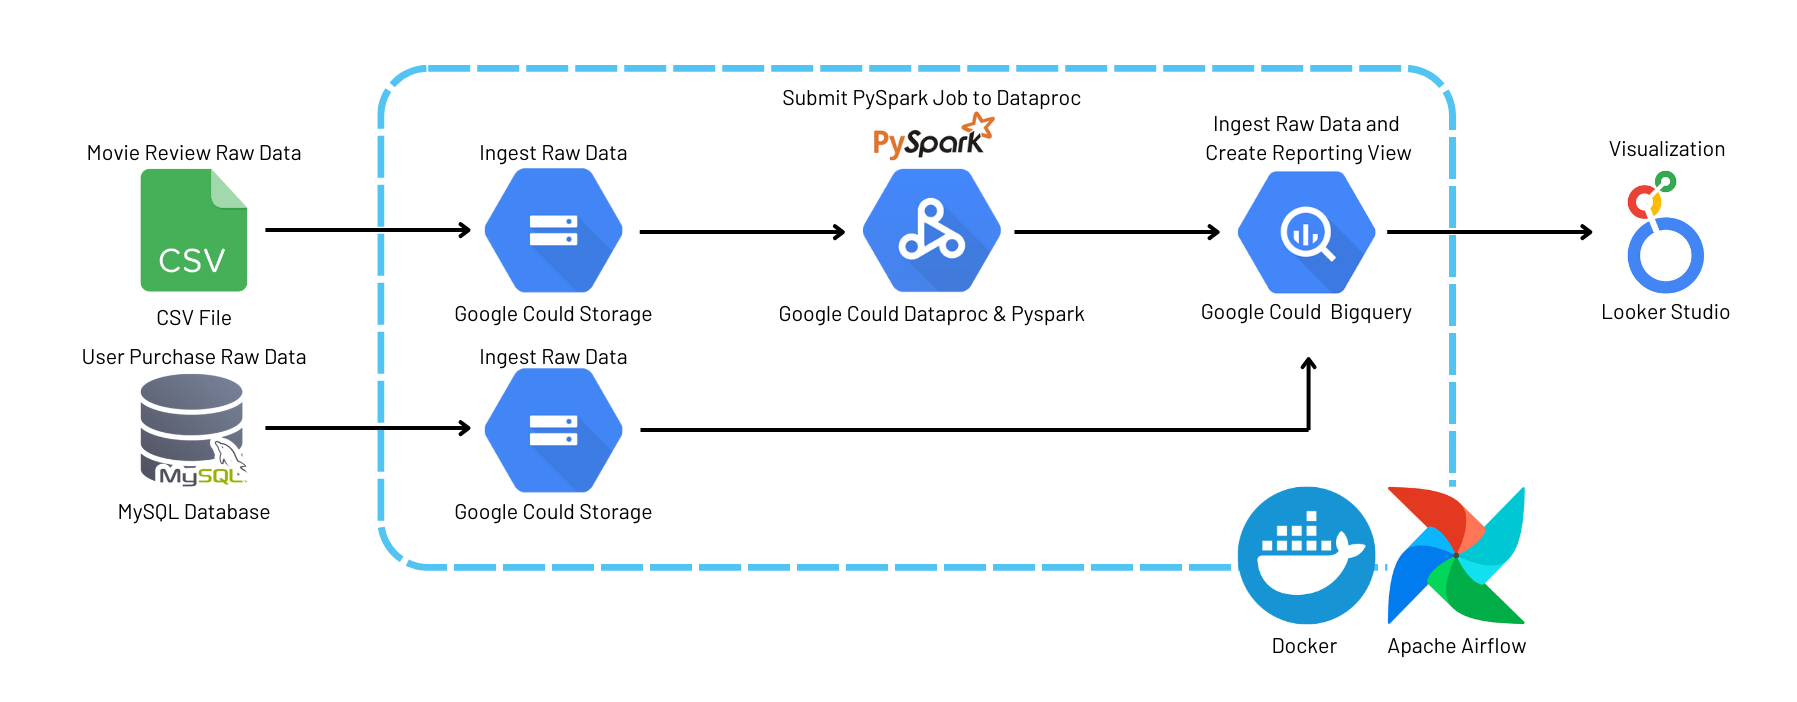 Submit PySpark Job to Dataproc
PySpark
Ingest Raw Data and
Create Reporting View
Movie Review Raw Data
Ingest Raw Data
Visualization
CSV
CSV File
Google Could Storage
Google Could Dataproc & Pyspark
Google Could Bigquery
Looker Studio
User Purchase Raw Data
Ingest Raw Data
MySQL
MySQL Database
Google Could Storage
Docker
Apache Airflow